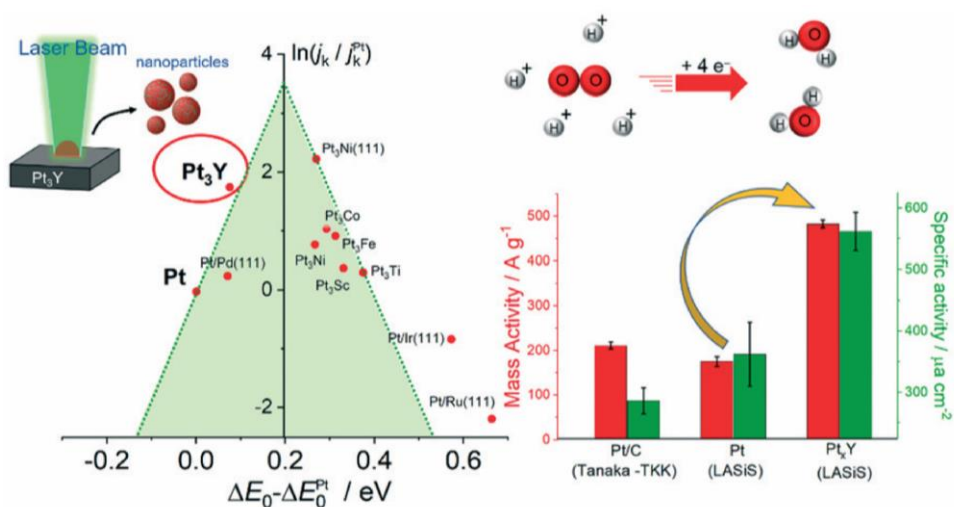 Laser Beam
nanoparticles
Pt₃Y
4
ln(jₖ / jₖᴾᵗ)
2
0
-2
Pt₃Ni(111)
Pt₃Y
Pt₃Co
Pt₃Fe
Pt₃Ni
Pt/Pd(111)
Pt
Pt₃Sc
Pt₃Ti
Pt/Ir(111)
Pt/Ru(111)
-0.2 0.0 0.2 0.4 0.6
ΔE₀-ΔE₀ᴾᵗ / eV
H⁺
H⁺
O O
H⁺
H⁺
+ 4 e⁻
H O
H
H
H O
Mass Activity / A g⁻¹
500
400
300
200
100
0
Specific activity / µa cm⁻²
600
500
400
300
Pt/C
(Tanaka -TKK)
Pt
(LASiS)
PtₓY
(LASiS)